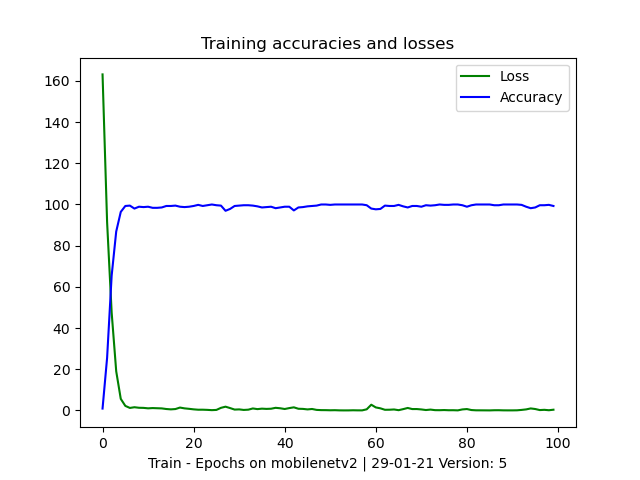 Training accuracies and losses
Loss
Accuracy
160
140
120
100
80
60
40
20
0
0 20 40 60 80 100
Train - Epochs on mobilenetv2 | 29-01-21 Version: 5